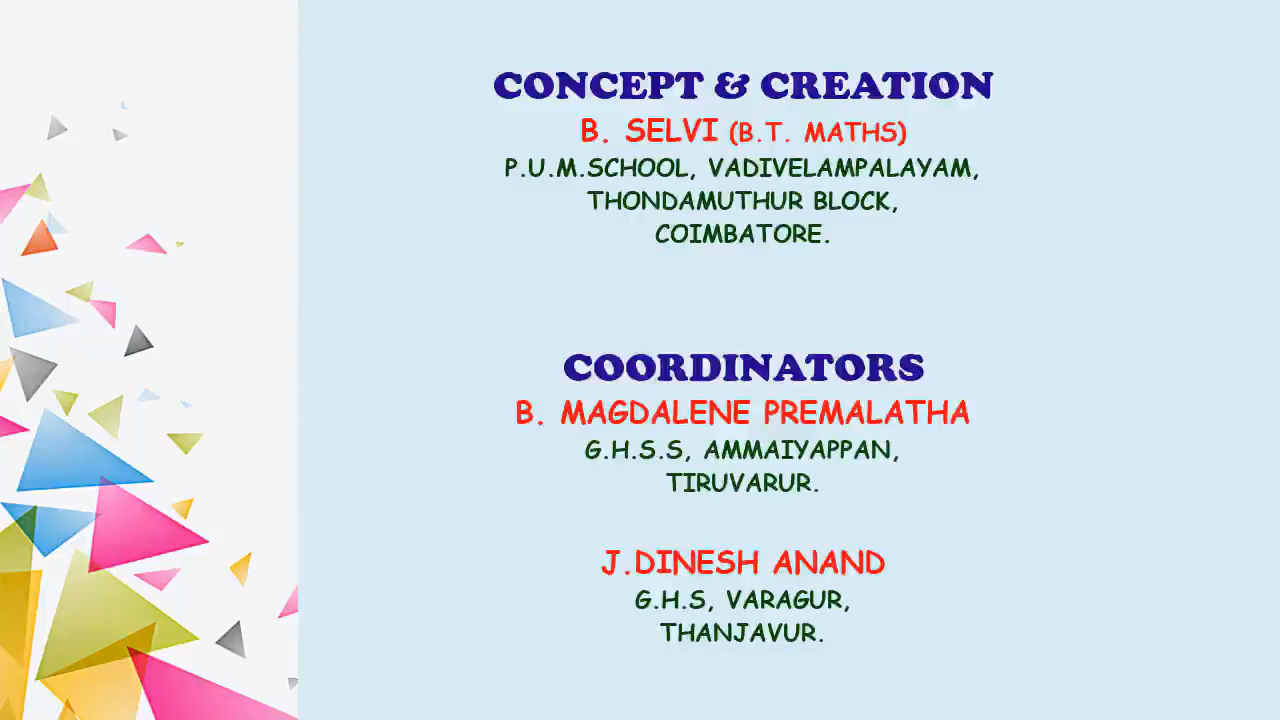 CONCEPT & CREATION
B. SELVI (B.T. MATHS)
P.U.M.SCHOOL, VADIVELAMPALAYAM,
THONDAMUTHUR BLOCK,
COIMBATORE.
COORDINATORS
B. MAGDALENE PREMALATHA
G.H.S.S, AMMAIYAPPAN,
TIRUVARUR.
J.DINESH ANAND
G.H.S, VARAGUR,
THANJAVUR.